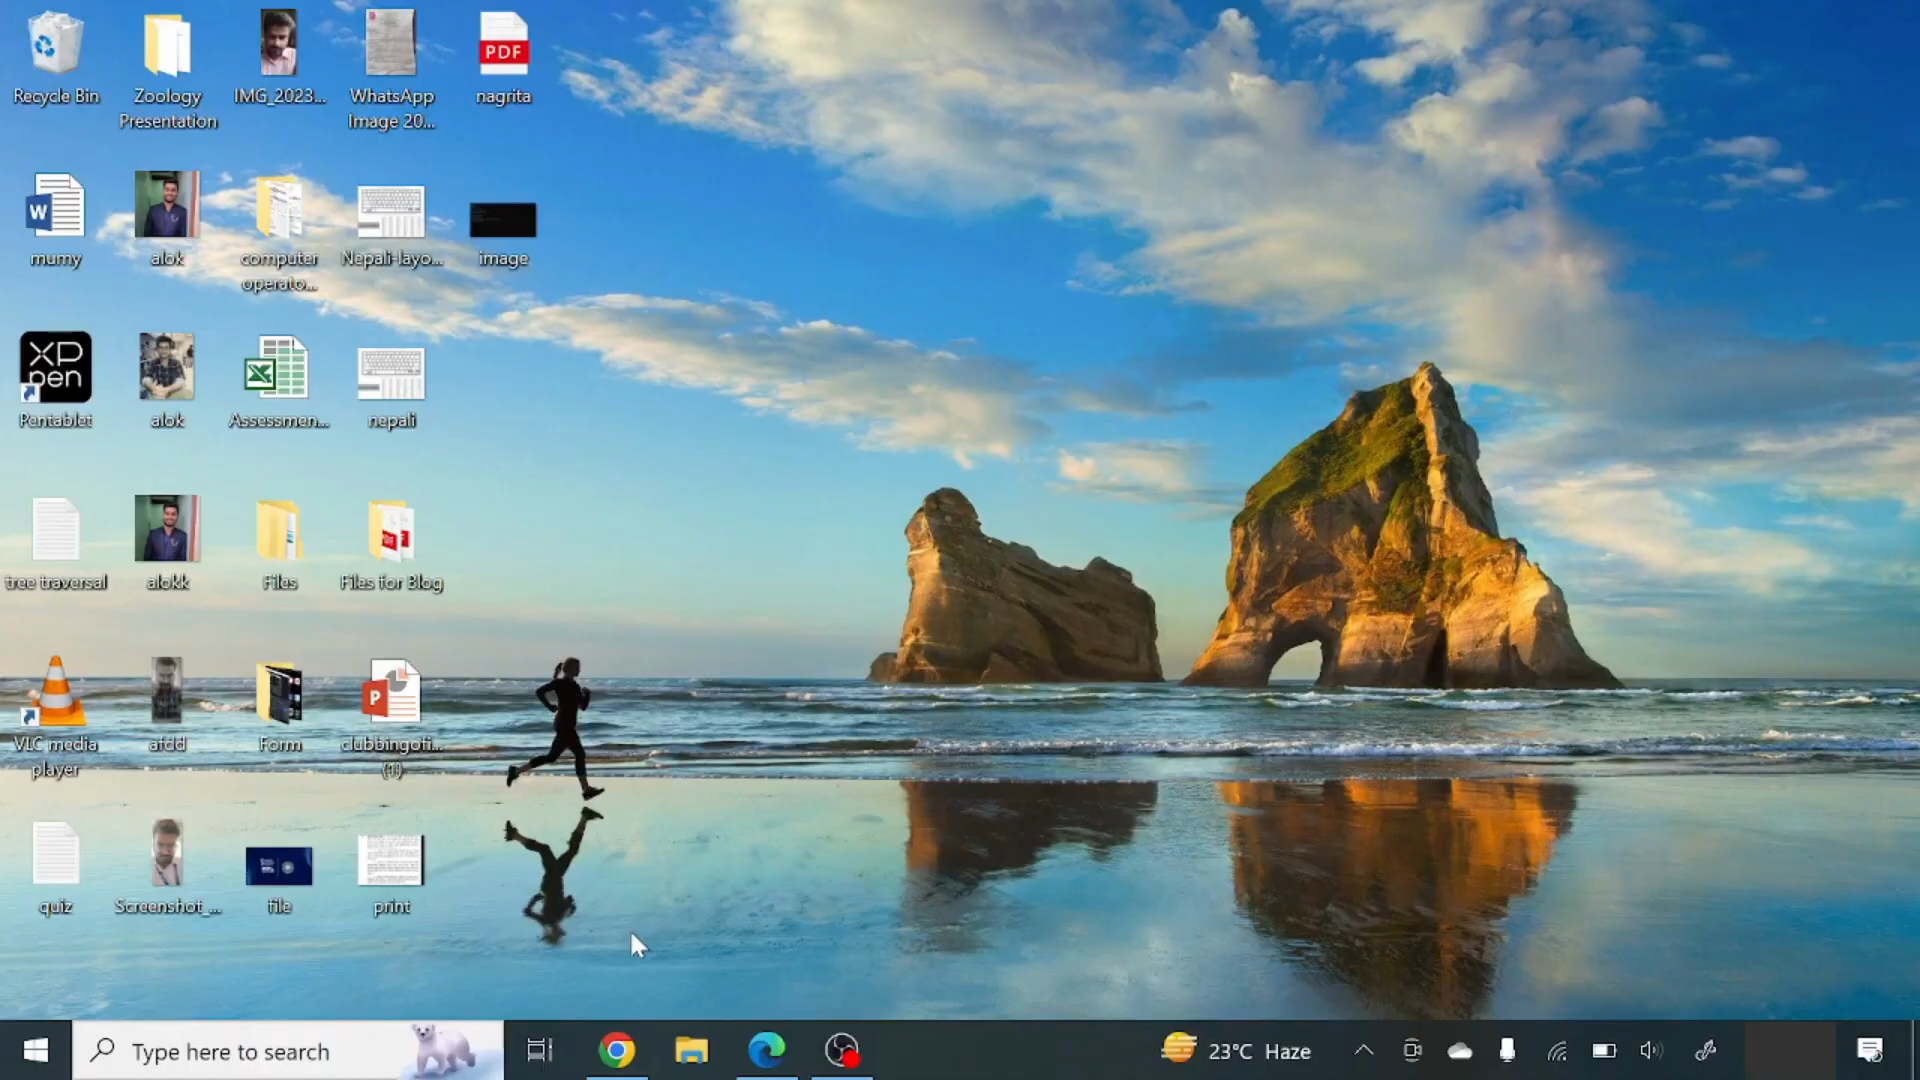 Recycle Bin
Zoology
Presentation
IMG_2023...
WhatsApp
Image 20...
PDF
nagrita
W
mumy
alok
computer
operato...
Nepali-layo...
image
XP
pen
Pentablet
alok
X
Assessmen...
nepali
tree traversal
alokk
Files
Files for Blog
VLC media
player
afdd
Form
P
clubbingofi...
(1)
quiz
Screenshot_...
file
print
Type here to search
23°C Haze